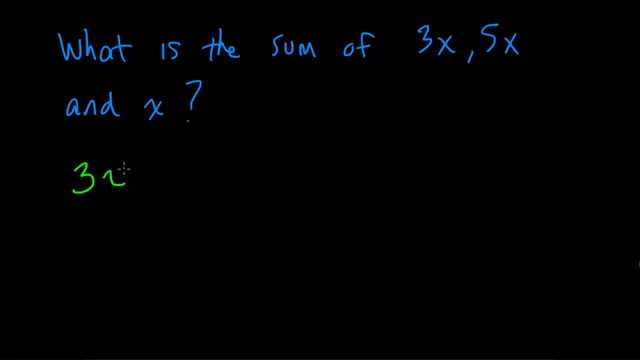 What is the sum of 3x, 5x
and x?
3